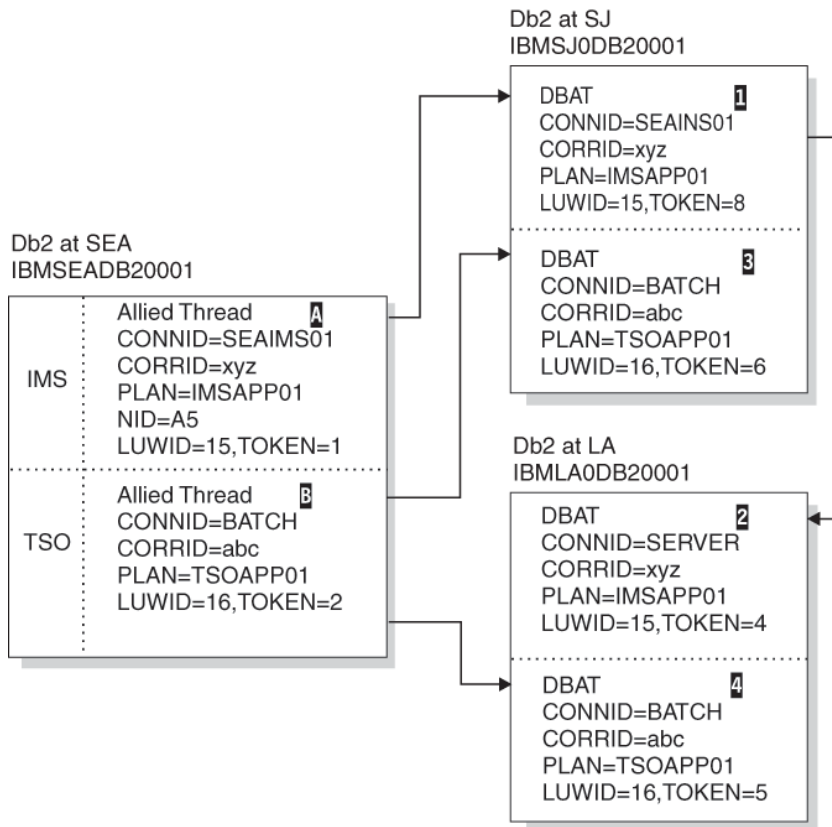 Db2 at SJ
IBMSJ0DB20001
DBAT 1
CONNID=SEAINS01
CORRID=xyz
PLAN=IMSAPP01
LUWID=15,TOKEN=8
DBAT 3
CONNID=BATCH
CORRID=abc
PLAN=TSOAPP01
LUWID=16,TOKEN=6
Db2 at SEA
IBMSEADB20001
IMS
Allied Thread A
CONNID=SEAIMS01
CORRID=xyz
PLAN=IMSAPP01
NID=A5
LUWID=15,TOKEN=1
TSO
Allied Thread B
CONNID=BATCH
CORRID=abc
PLAN=TSOAPP01
LUWID=16,TOKEN=2
Db2 at LA
IBMLA0DB20001
DBAT 2
CONNID=SERVER
CORRID=xyz
PLAN=IMSAPP01
LUWID=15,TOKEN=4
DBAT 4
CONNID=BATCH
CORRID=abc
PLAN=TSOAPP01
LUWID=16,TOKEN=5